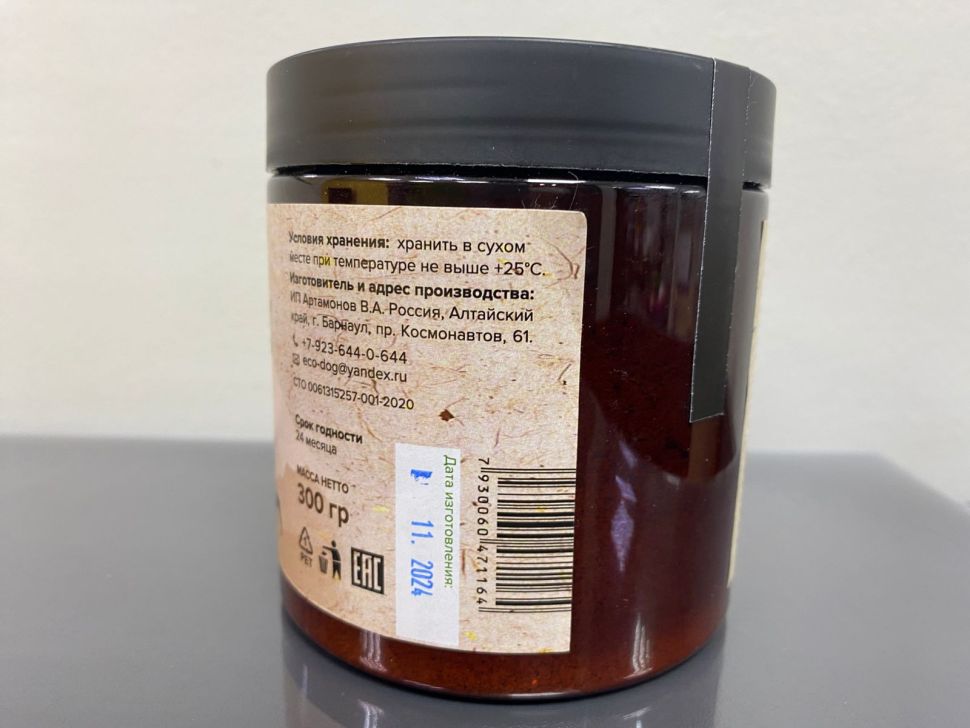 Условия хранения: хранить в сухом
месте при температуре не выше +25°С.
Изготовитель и адрес производства:
ИП Артамонов В.А. Россия, Алтайский
край, г. Барнаул, пр. Космонавтов, 61.
+7-923-644-0-644
eco-dog@yandex.ru
СТО 0061315257-001-2020
Срок годности
24 месяца
МАССА НЕТТО
300 гр
PET
EAC
Дата изготовления:
11. 2024
7930060471164